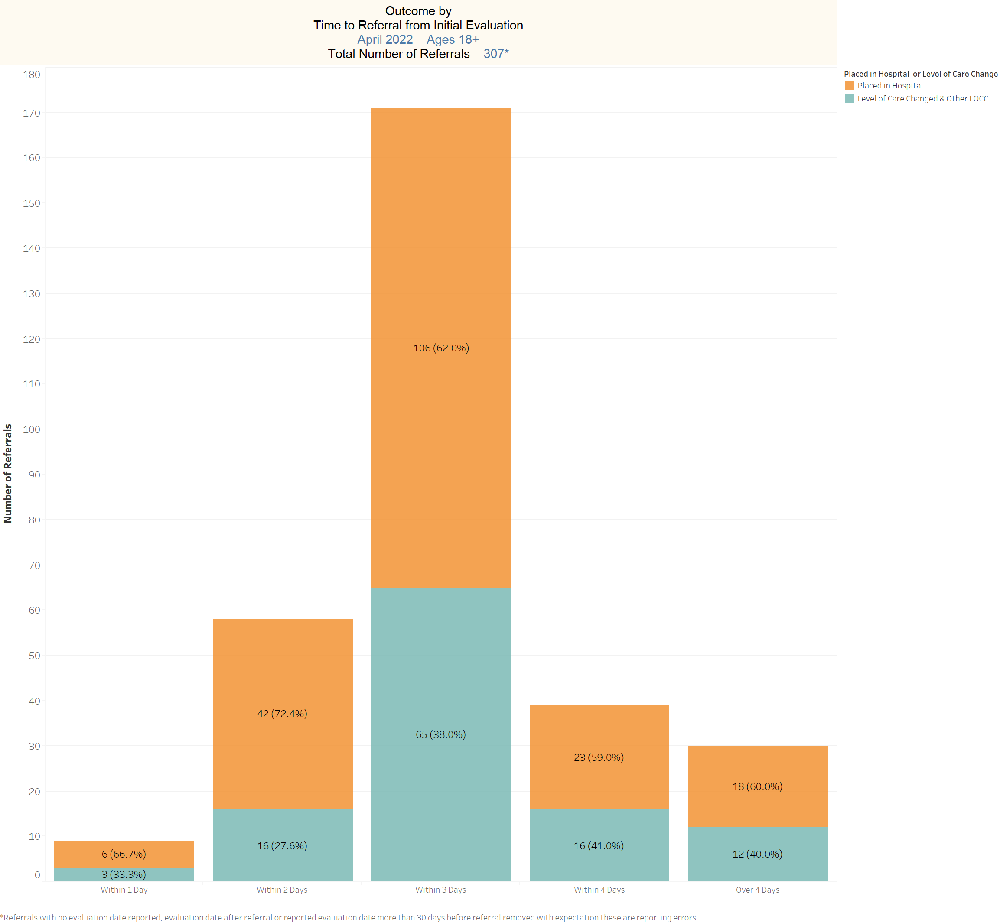 Outcome by
Time to Referral from Initial Evaluation
April 2022 Ages 18+
Total Number of Referrals – 307*
Placed in Hospital or Level of Care Change
Placed in Hospital
Level of Care Changed & Other LOCC
Number of Referrals
180
170
160
150
140
130
120
110
100
90
80
70
60
50
40
30
20
10
0
6 (66.7%)
3 (33.3%)
42 (72.4%)
16 (27.6%)
106 (62.0%)
65 (38.0%)
23 (59.0%)
16 (41.0%)
18 (60.0%)
12 (40.0%)
Within 1 Day
Within 2 Days
Within 3 Days
Within 4 Days
Over 4 Days
*Referrals with no evaluation date reported, evaluation date after referral or reported evaluation date more than 30 days before referral removed with expectation these are reporting errors